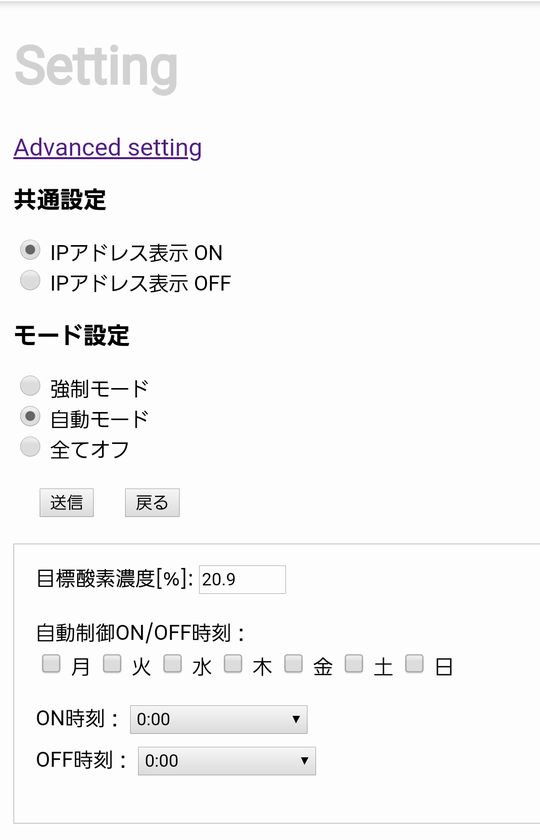 Setting
Advanced setting
共通設定
IPアドレス表示 ON
IPアドレス表示 OFF
モード設定
強制モード
自動モード
全てオフ
送信 戻る
目標酸素濃度[%]: 20.9
自動制御ON/OFF時刻：
月 火 水 木 金 土 日
ON時刻： 0:00
OFF時刻： 0:00